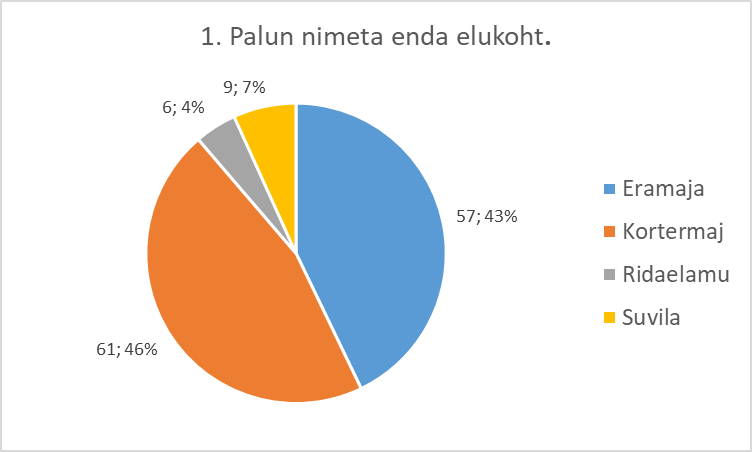 1. Palun nimeta enda elukoht.
9; 7%
6; 4%
57; 43%
61; 46%
Eramaja
Kortermaj
Ridaelamu
Suvila